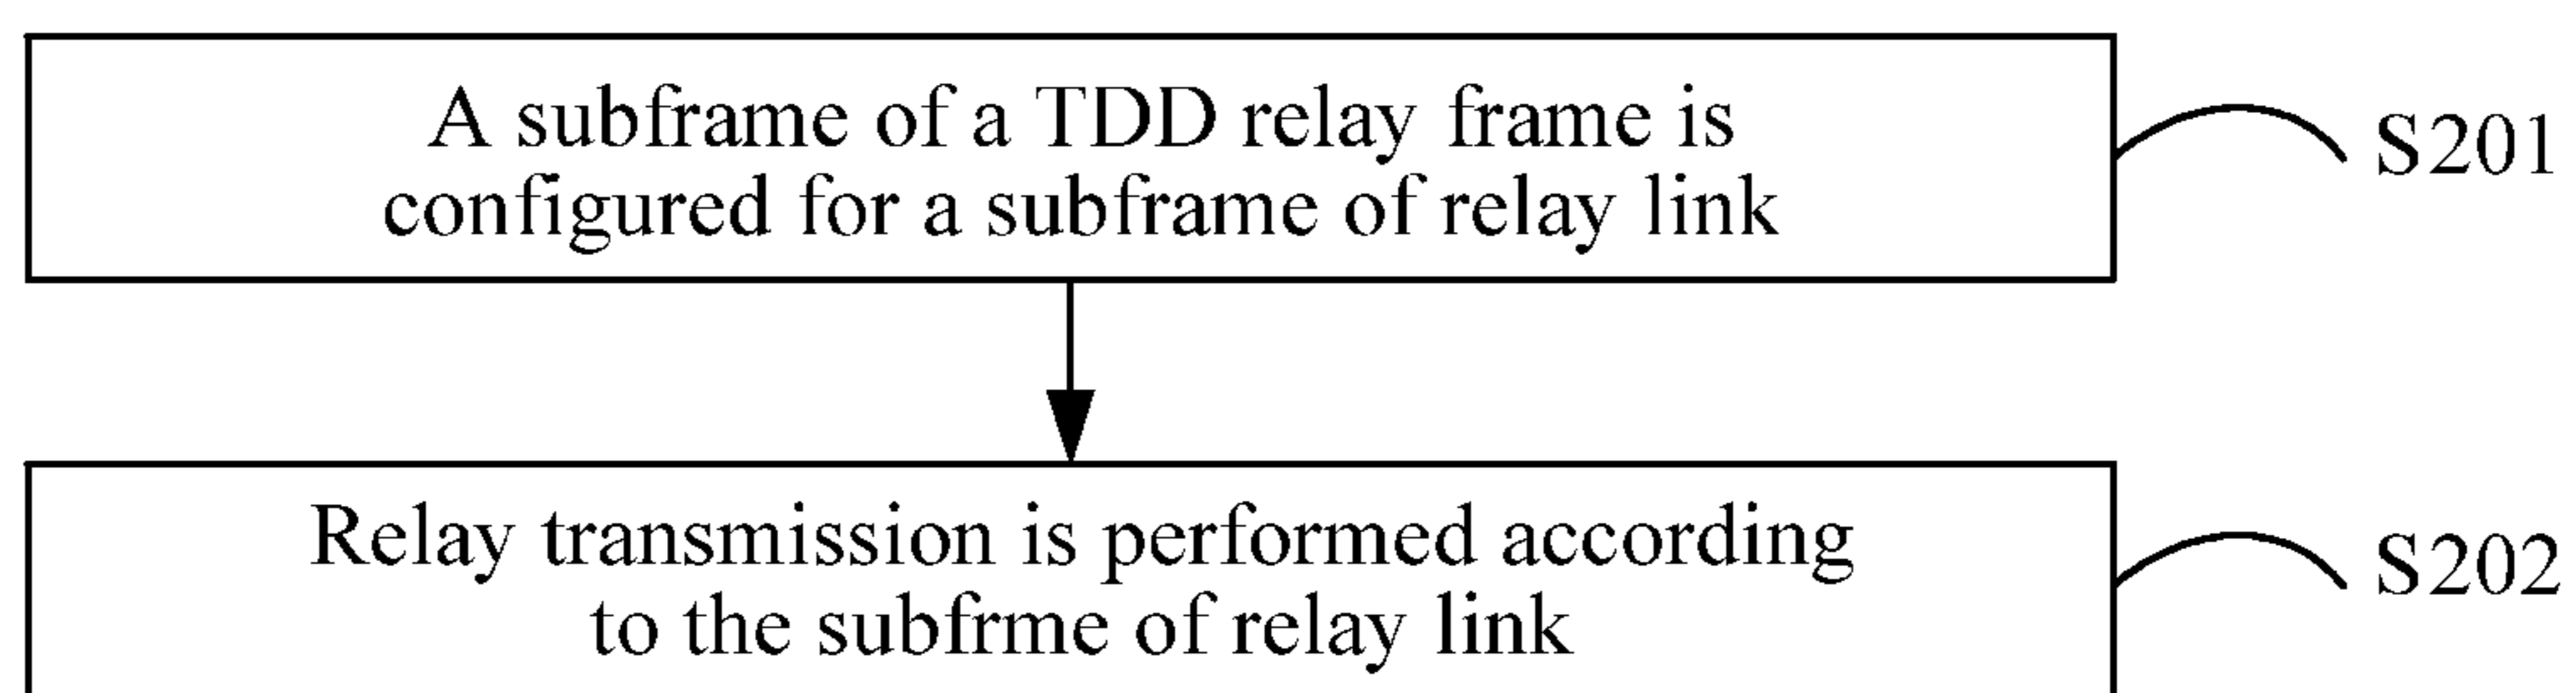 A subframe of a TDD relay frame is
configured for a subframe of relay link
S201
Relay transmission is performed according
to the subfrme of relay link
S202